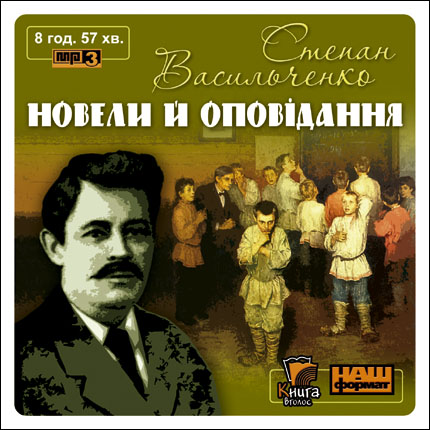 8 год. 57 хв.
mp3
Степан
Васильченко
НОВЕЛИ Й ОПОВІДАННЯ
Книга
вголос
НАШ
формат